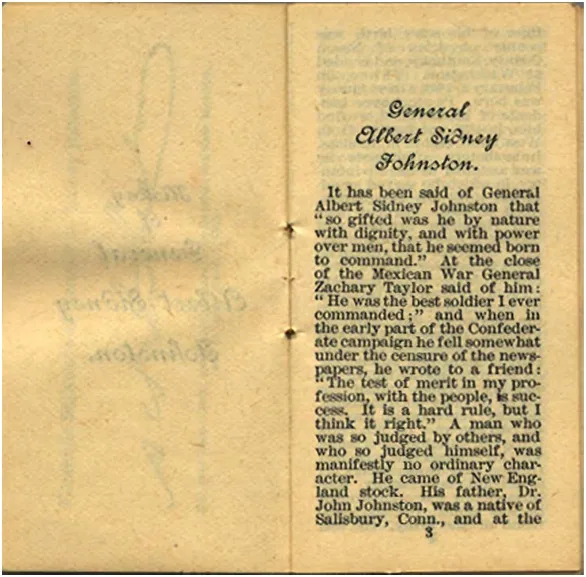 General
Albert Sidney
Johnston.
It has been said of General
Albert Sidney Johnston that
“so gifted was he by nature
with dignity, and with power
over men, that he seemed born
to command.” At the close
of the Mexican War General
Zachary Taylor said of him:
“He was the best soldier I ever
commanded;” and when in
the early part of the Confeder-
ate campaign he fell somewhat
under the censure of the news-
papers, he wrote to a friend:
“The test of merit in my pro-
fession, with the people, is suc-
cess. It is a hard rule, but I
think it right.” A man who
was so judged by others, and
who so judged himself, was
manifestly no ordinary char-
acter. He came of New Eng-
land stock. His father, Dr.
John Johnston, was a native of
Salisbury, Conn., and at the
3